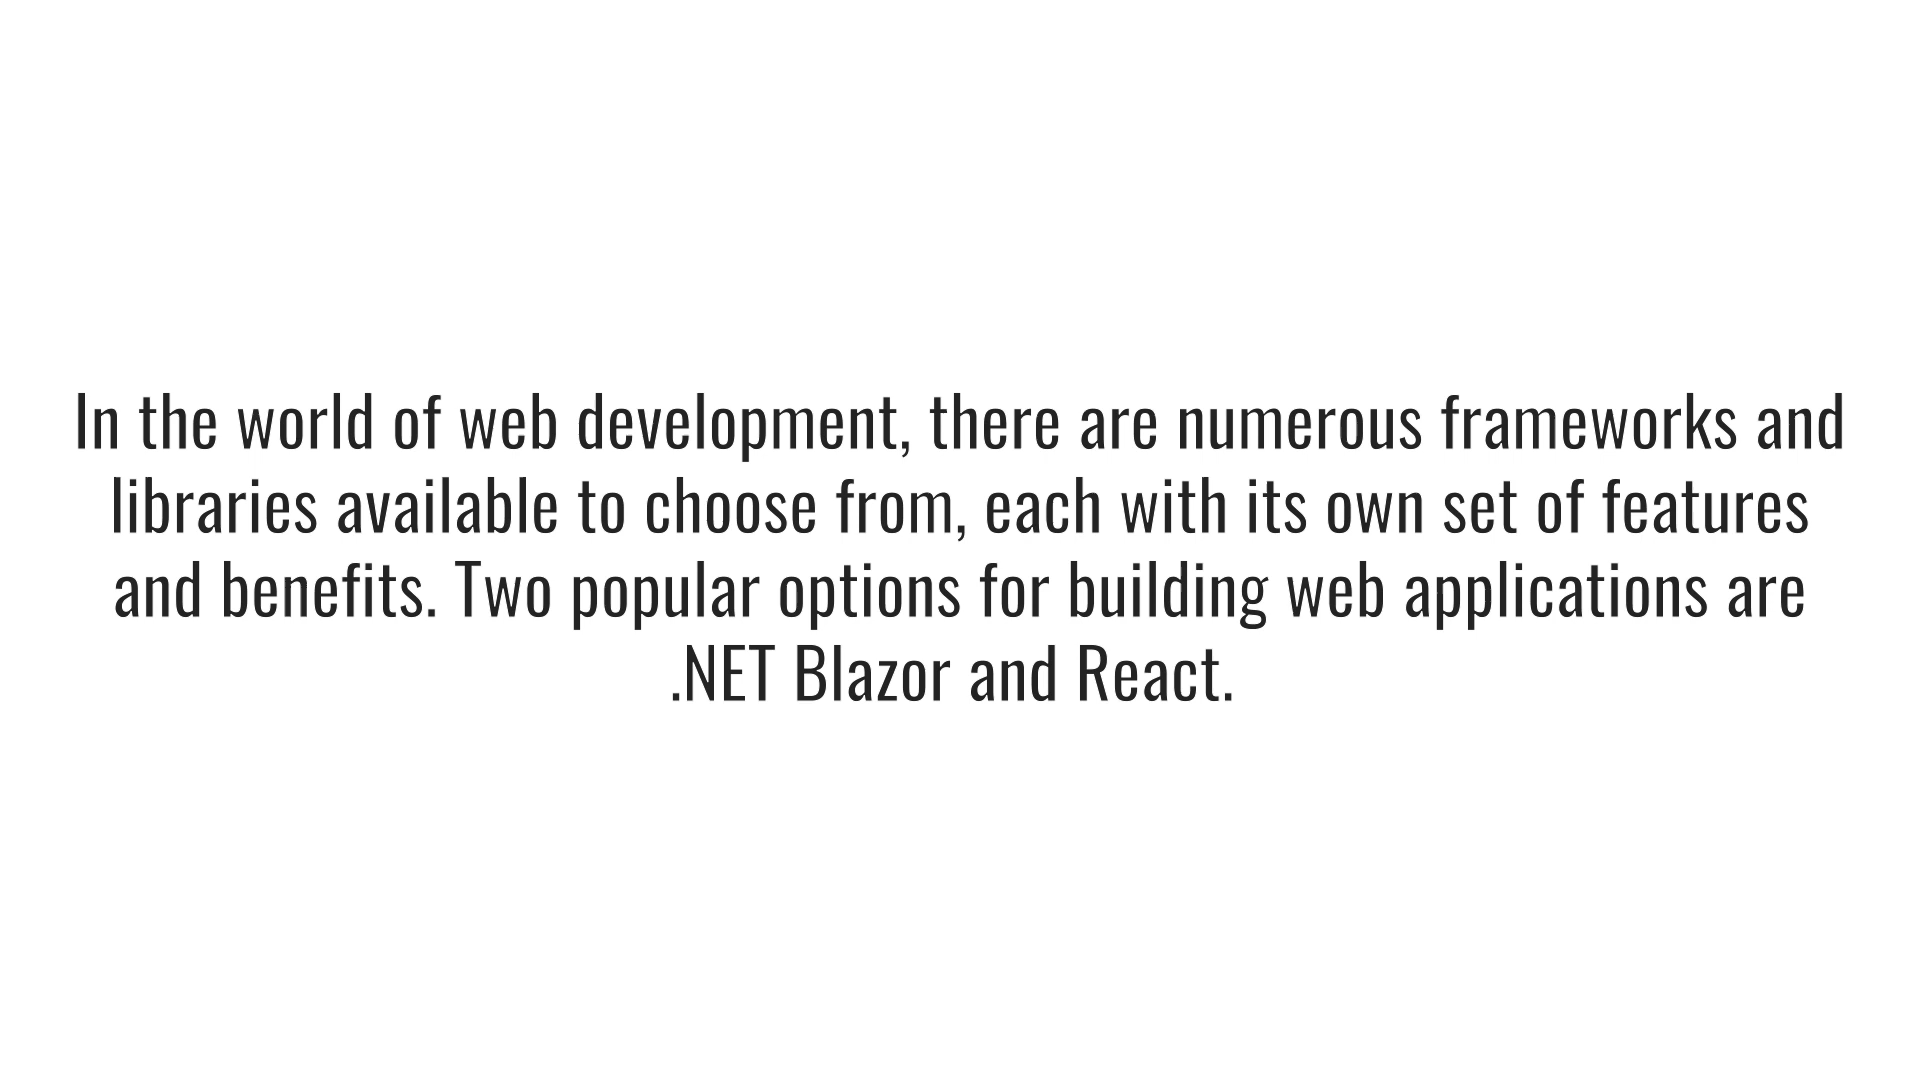 In the world of web development, there are numerous frameworks and
libraries available to choose from, each with its own set of features
and benefits. Two popular options for building web applications are
.NET Blazor and React.